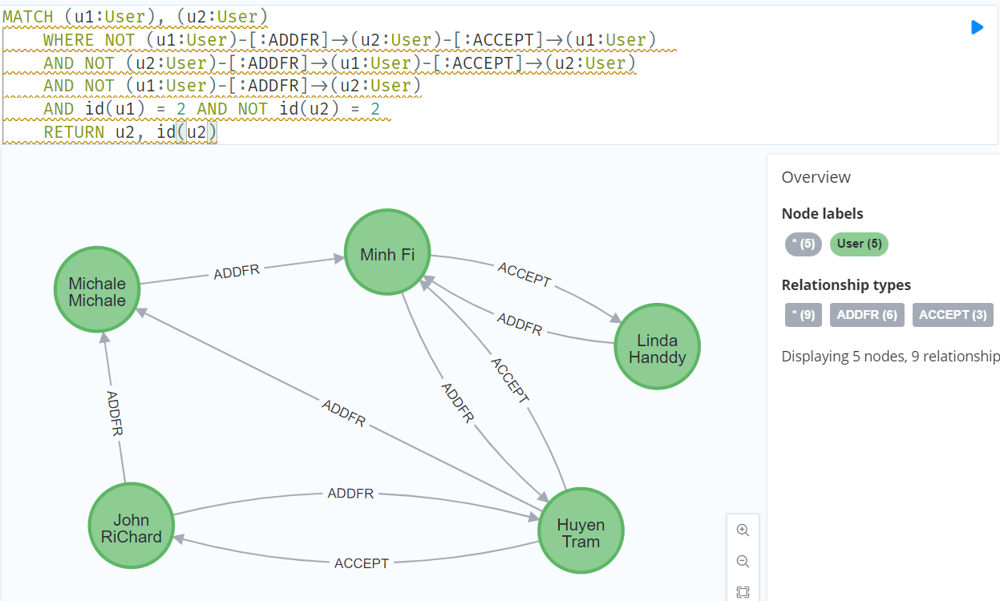 MATCH (u1:User), (u2:User)
WHERE NOT (u1:User)-[:ADDFR]->(u2:User)-[:ACCEPT]->(u1:User)
AND NOT (u2:User)-[:ADDFR]->(u1:User)-[:ACCEPT]->(u2:User)
AND NOT (u1:User)-[:ADDFR]->(u2:User)
AND id(u1) = 2 AND NOT id(u2) = 2
RETURN u2, id(u2)
Overview
Node labels
* (5) User (5)
Relationship types
* (9) ADDFR (6) ACCEPT (3)
Displaying 5 nodes, 9 relationship
Minh Fi
ADDFR
Michale
Michale
ACCEPT
ADDFR
Linda
Handdy
ACCEPT
ADDFR
ADDFR
ADDFR
ADDFR
John
RiChard
Huyen
Tram
ACCEPT